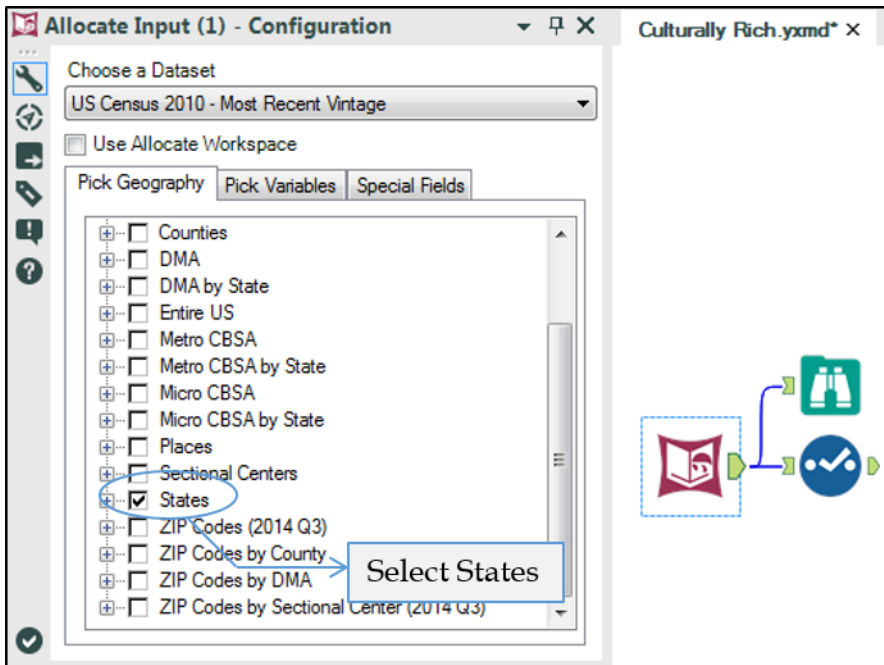 Allocate Input (1) - Configuration
Culturally Rich.yxmd*
Choose a Dataset
US Census 2010 - Most Recent Vintage
Use Allocate Workspace
Pick Geography
Pick Variables
Special Fields
Counties
DMA
DMA by State
Entire US
Metro CBSA
Metro CBSA by State
Micro CBSA
Micro CBSA by State
Places
Sectional Centers
States
ZIP Codes (2014 Q3)
ZIP Codes by County
Select States
ZIP Codes by DMA
ZIP Codes by Sectional Center (2014 Q3)